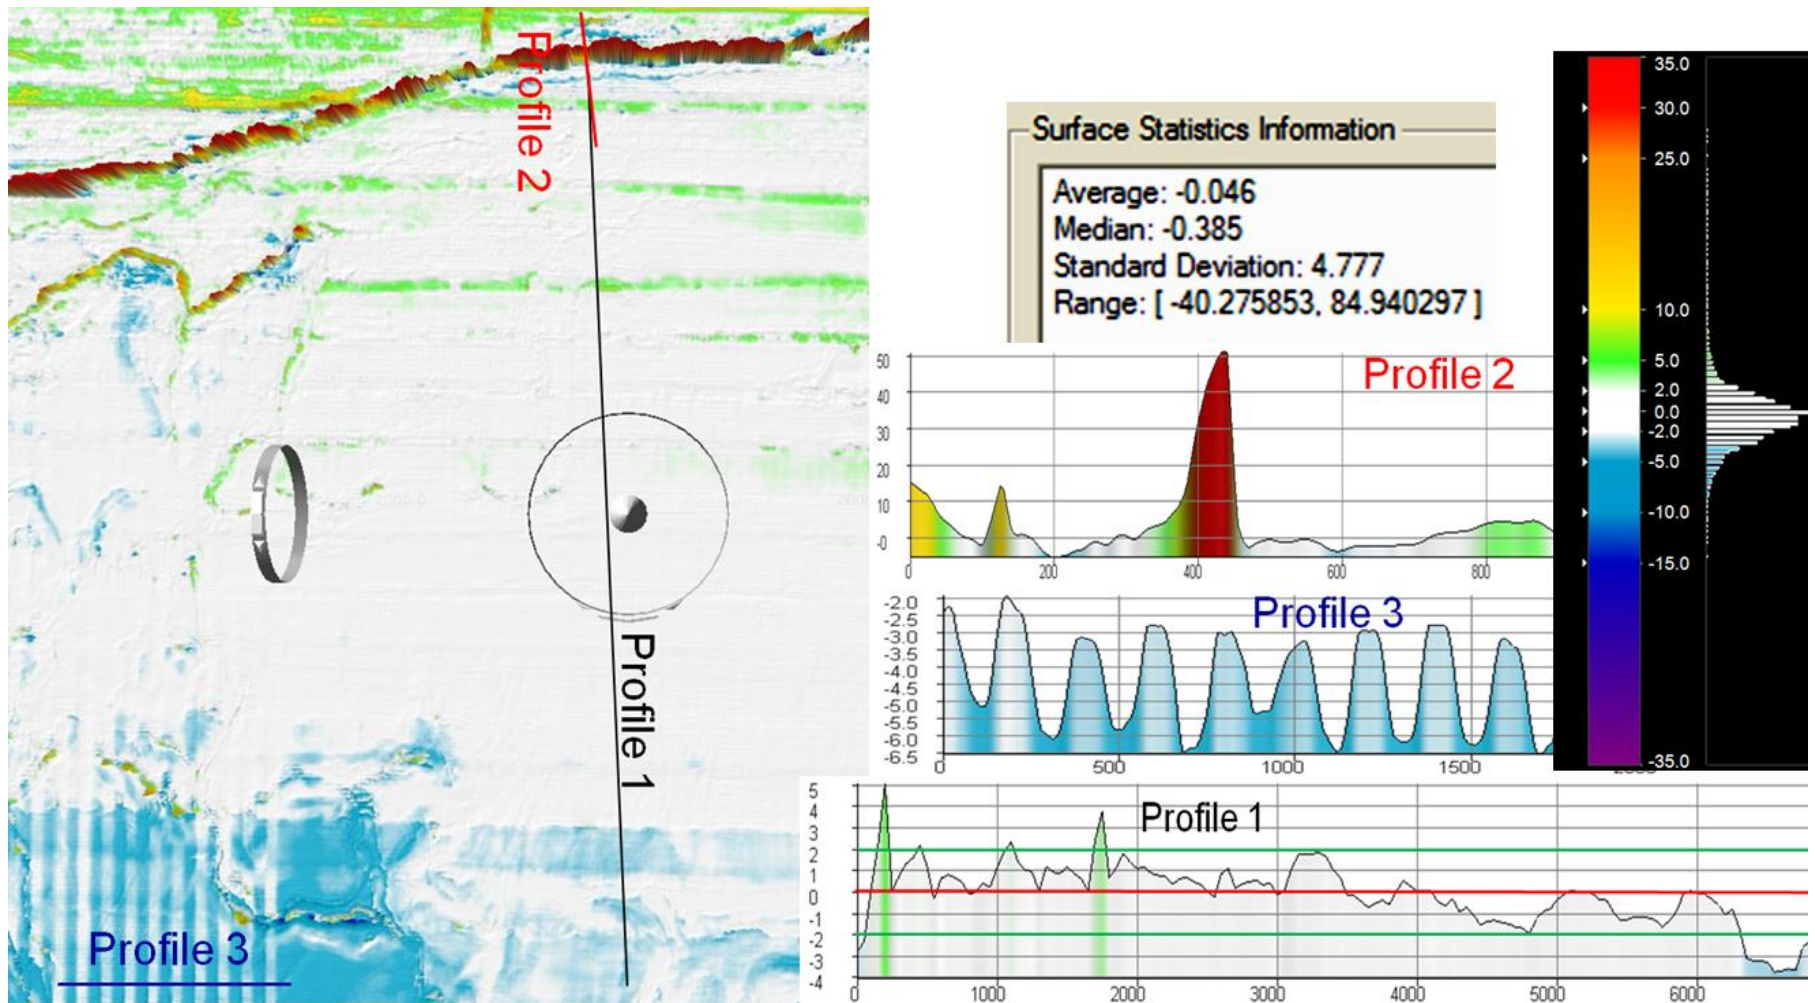 Profile 2
Profile 1
Profile 3
Surface Statistics Information
Average: -0.046
Median: -0.385
Standard Deviation: 4.777
Range: [ -40.275853, 84.940297 ]
35.0
30.0
25.0
10.0
5.0
2.0
0.0
-2.0
-5.0
-10.0
-15.0
-35.0
Profile 2
50
40
30
20
10
-0
0 200 400 600 800
Profile 3
-2.0
-2.5
-3.0
-3.5
-4.0
-4.5
-5.0
-5.5
-6.0
-6.5
0 500 1000 1500
Profile 1
5
4
3
2
1
0
-1
-2
-3
-4
0 1000 2000 3000 4000 5000 6000